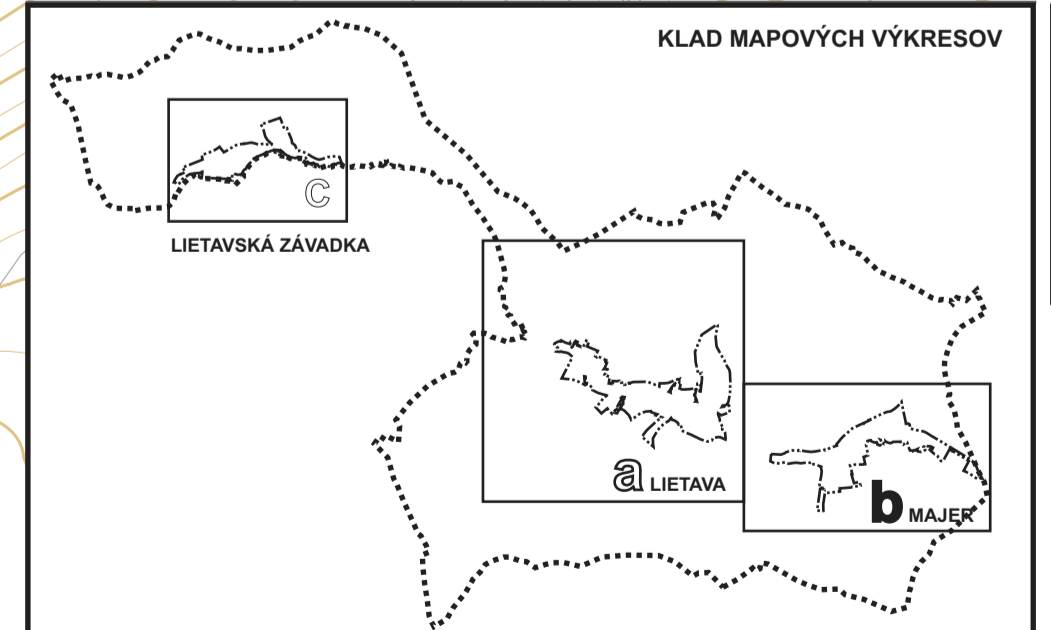 KLAD MAPOVÝCH VÝKRESOV
C
LIETAVSKÁ ZÁVADKA
a LIETAVA
b MAJER